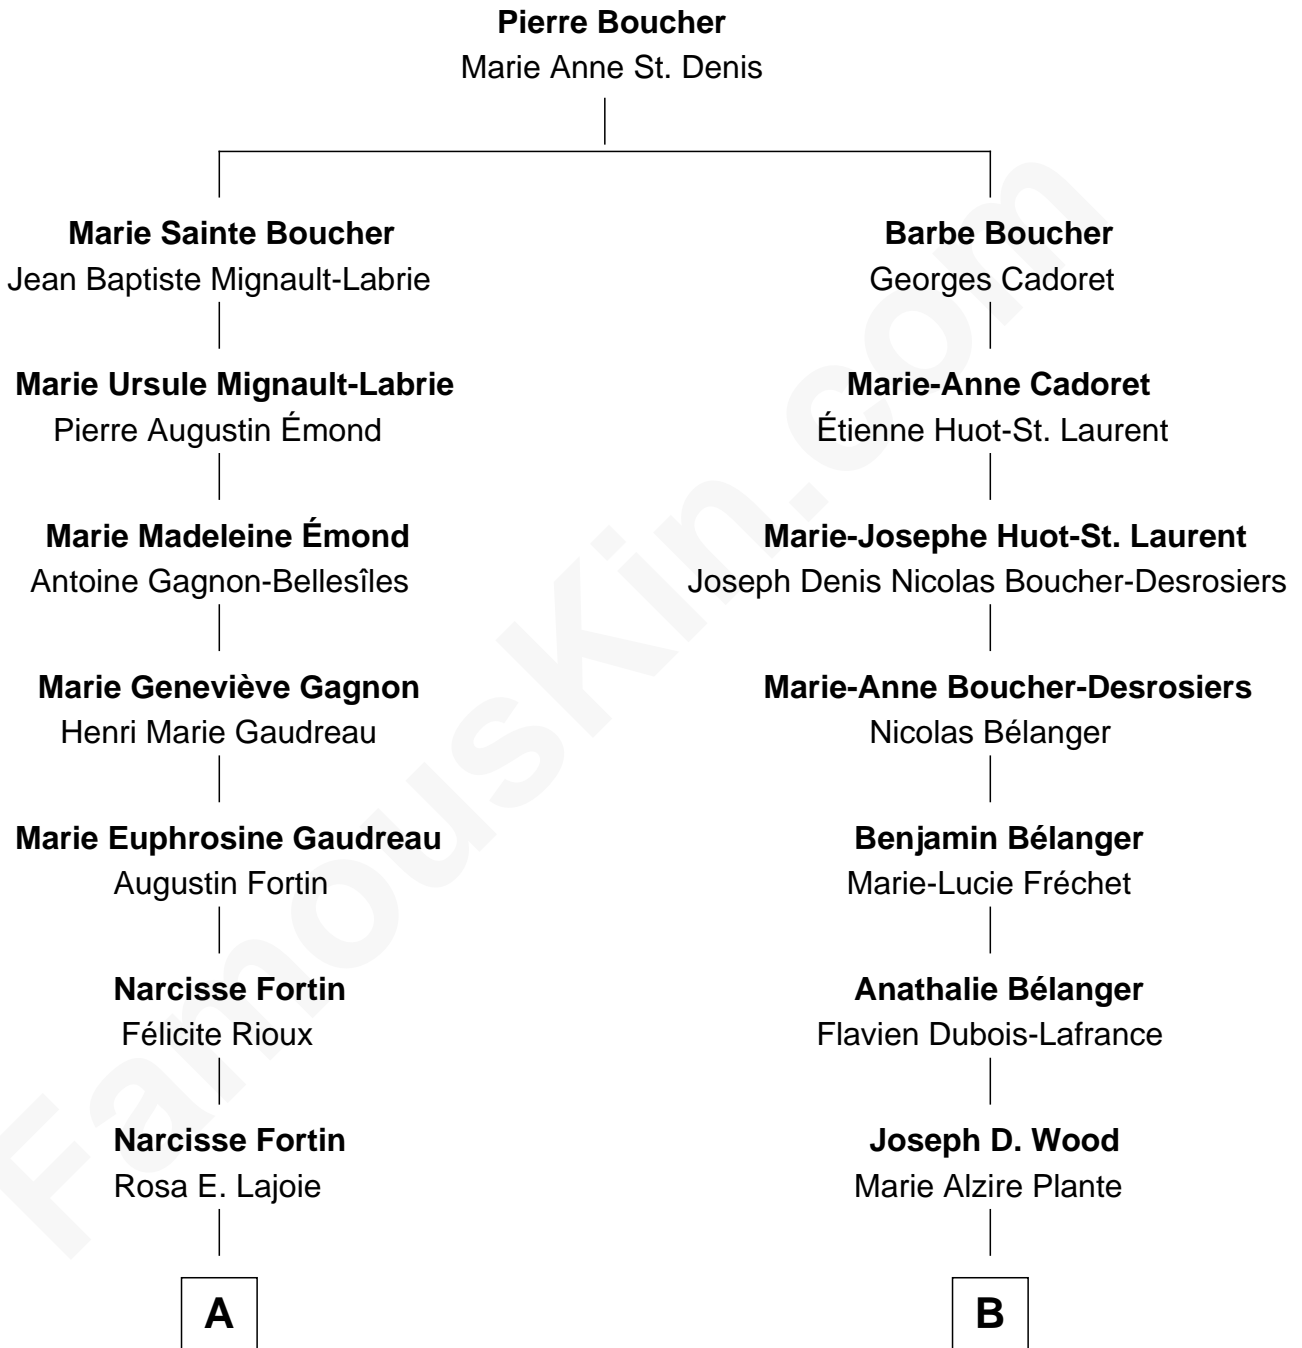 Pierre Boucher
Marie Anne St. Denis
Marie Sainte Boucher
Jean Baptiste Mignault-Labrie
Barbe Boucher
Georges Cadoret
Marie Ursule Mignault-Labrie
Pierre Augustin Émond
Marie-Anne Cadoret
Étienne Huot-St. Laurent
Marie Madeleine Émond
Antoine Gagnon-Bellesîles
Marie-Josephe Huot-St. Laurent
Joseph Denis Nicolas Boucher-Desrosiers
Marie Geneviève Gagnon
Henri Marie Gaudreau
Marie-Anne Boucher-Desrosiers
Nicolas Bélanger
Marie Euphrosine Gaudreau
Augustin Fortin
Benjamin Bélanger
Marie-Lucie Fréchet
Narcisse Fortin
Félicite Rioux
Anathalie Bélanger
Flavien Dubois-Lafrance
Narcisse Fortin
Rosa E. Lajoie
Joseph D. Wood
Marie Alzire Plante
A
B
FamousKin.com